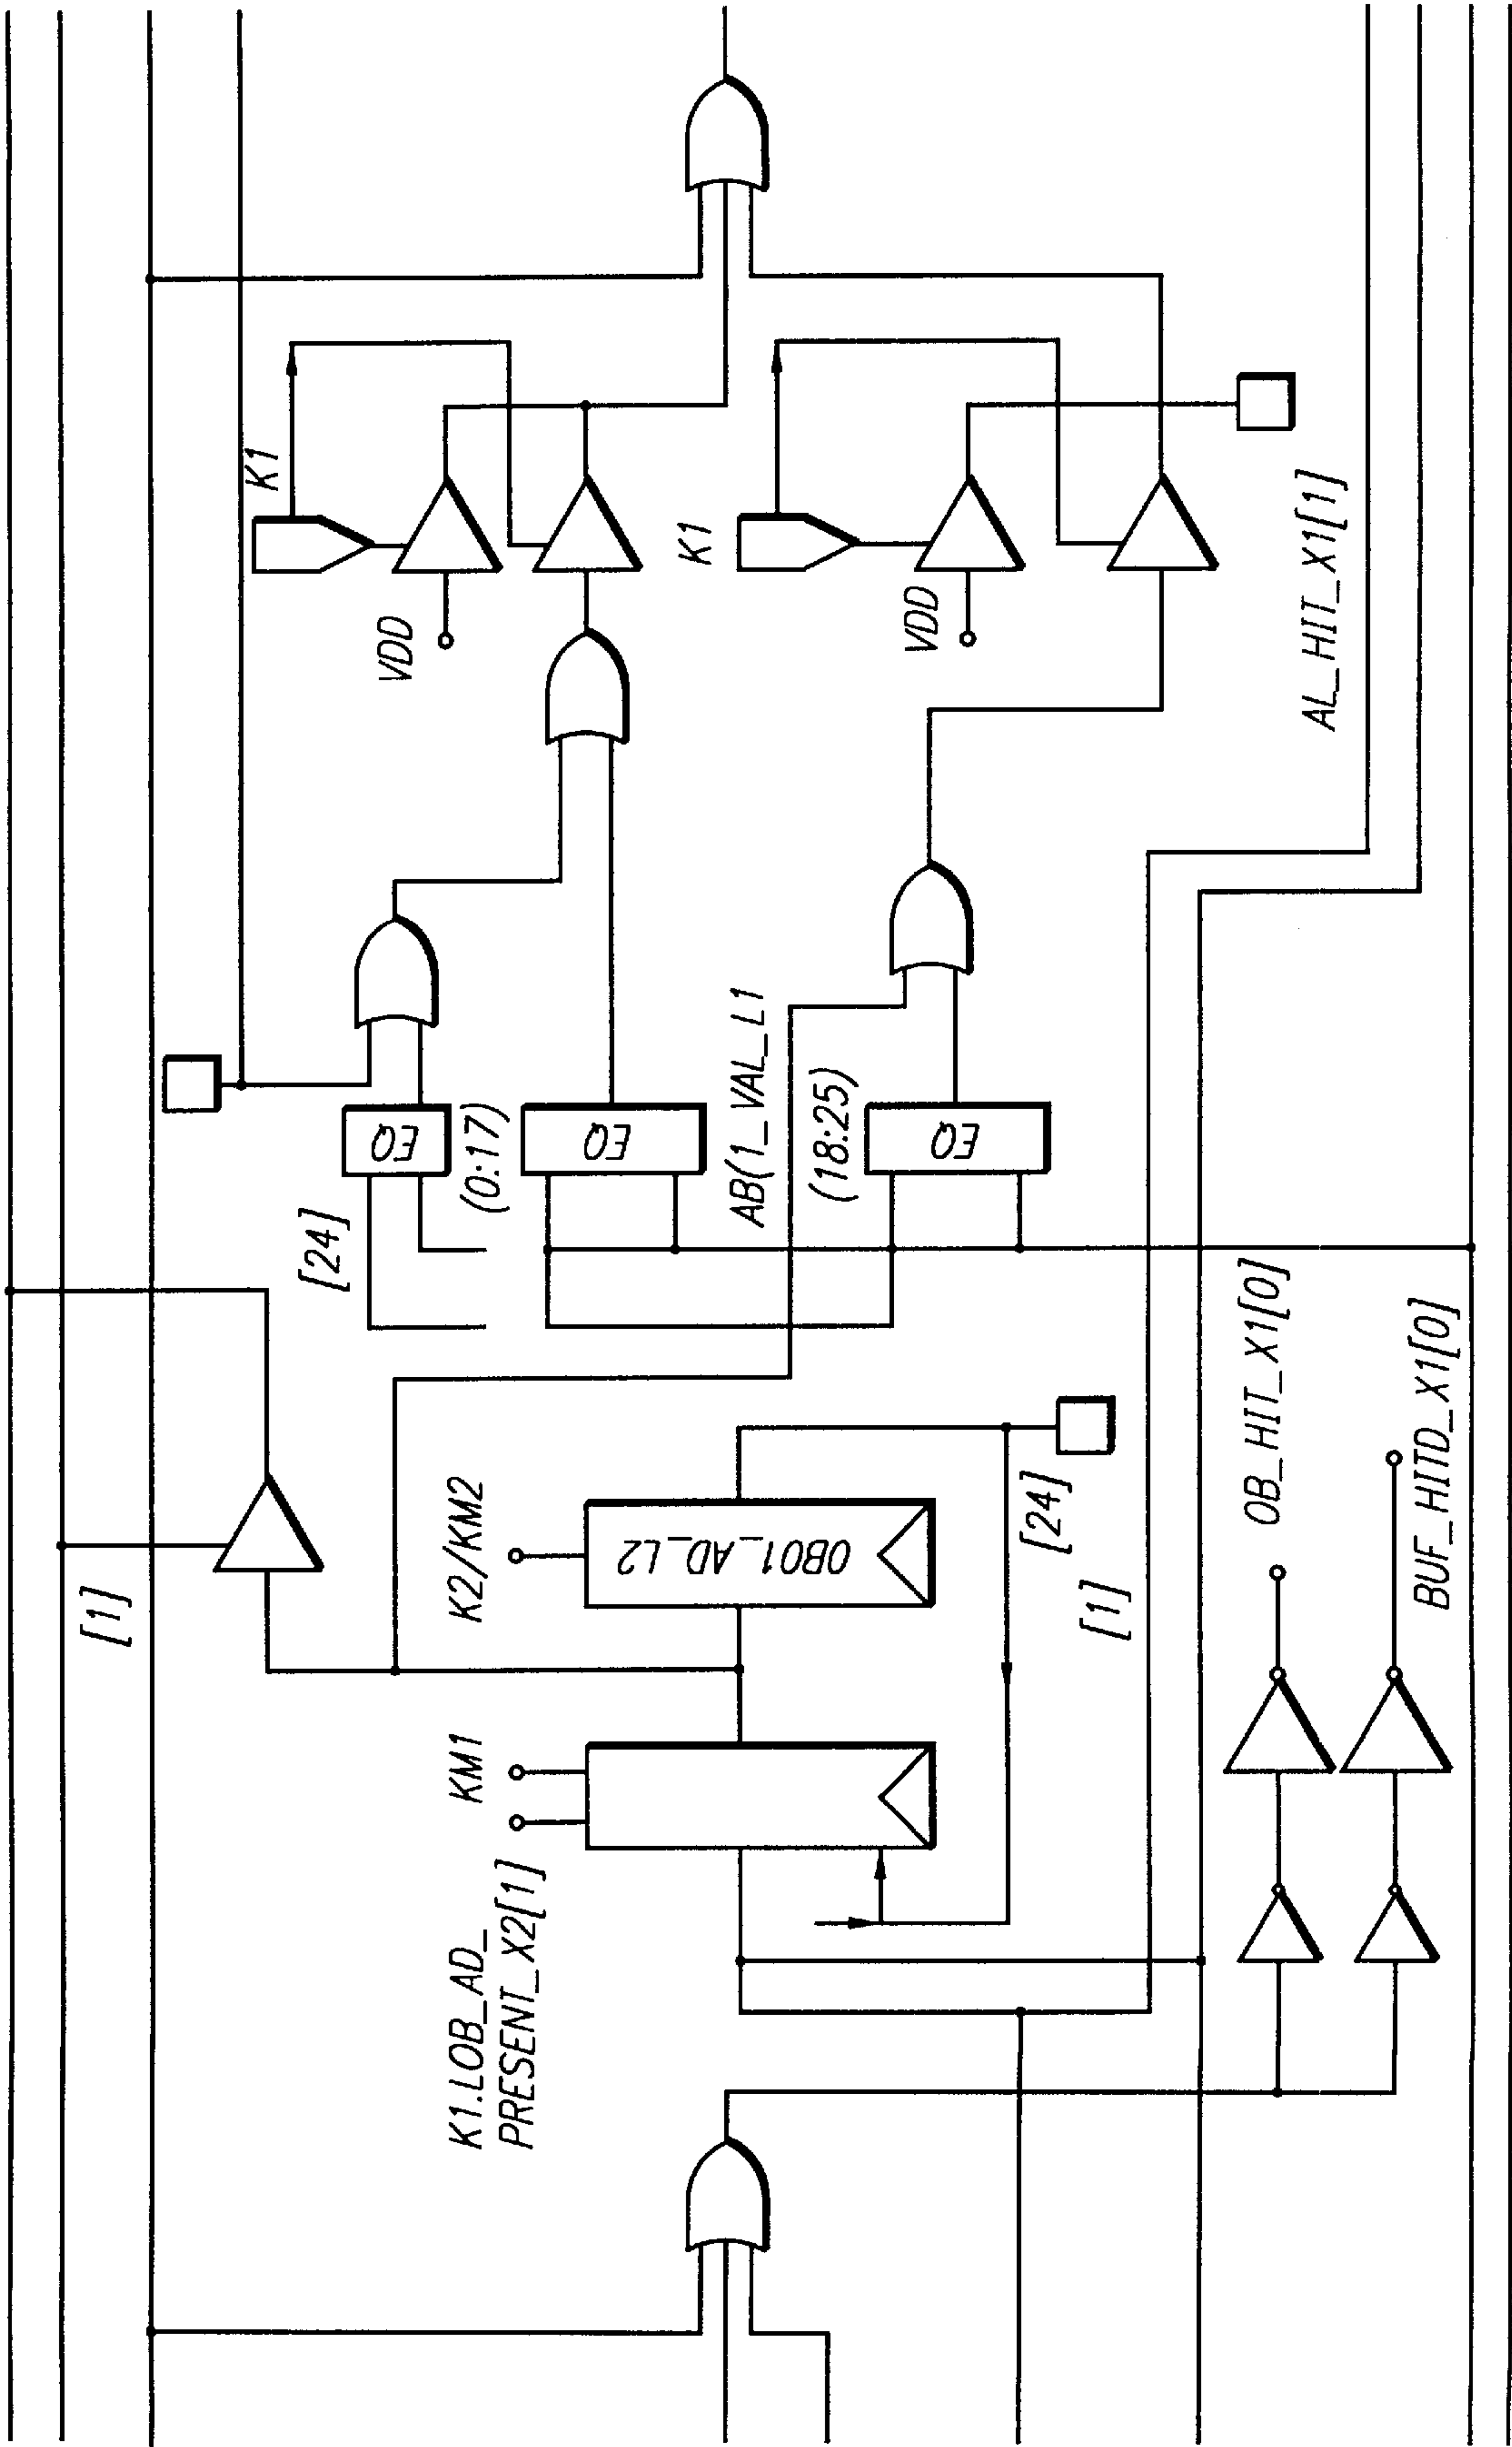 K1
K1
VDD
VDD
AL_HIT_X1[1]
[24]
(0:17)
EQ
EQ
AB(1_VAL_L1
(18:25)
EQ
[1]
K2/KM2
OB01_AD_L2
[24]
[1]
OB_HIT_X1[0]
BUF_HITD_X1[0]
KM1
K1.LOB_AD_
PRESENT_X2[1]